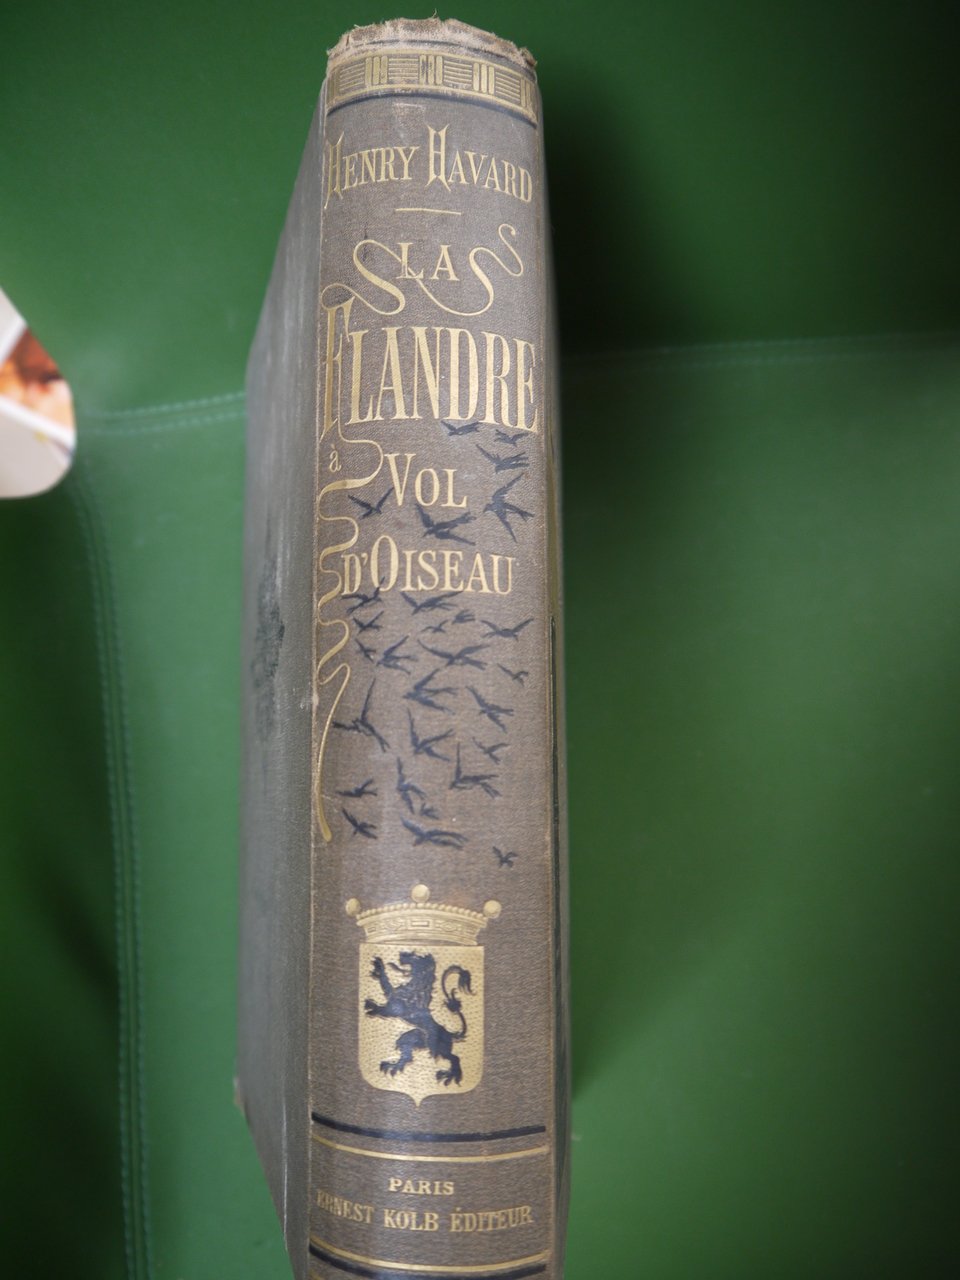 HENRY HAVARD
LA
FLANDRE
à
VOL
D'OISEAU
PARIS
ERNEST KOLB ÉDITEUR